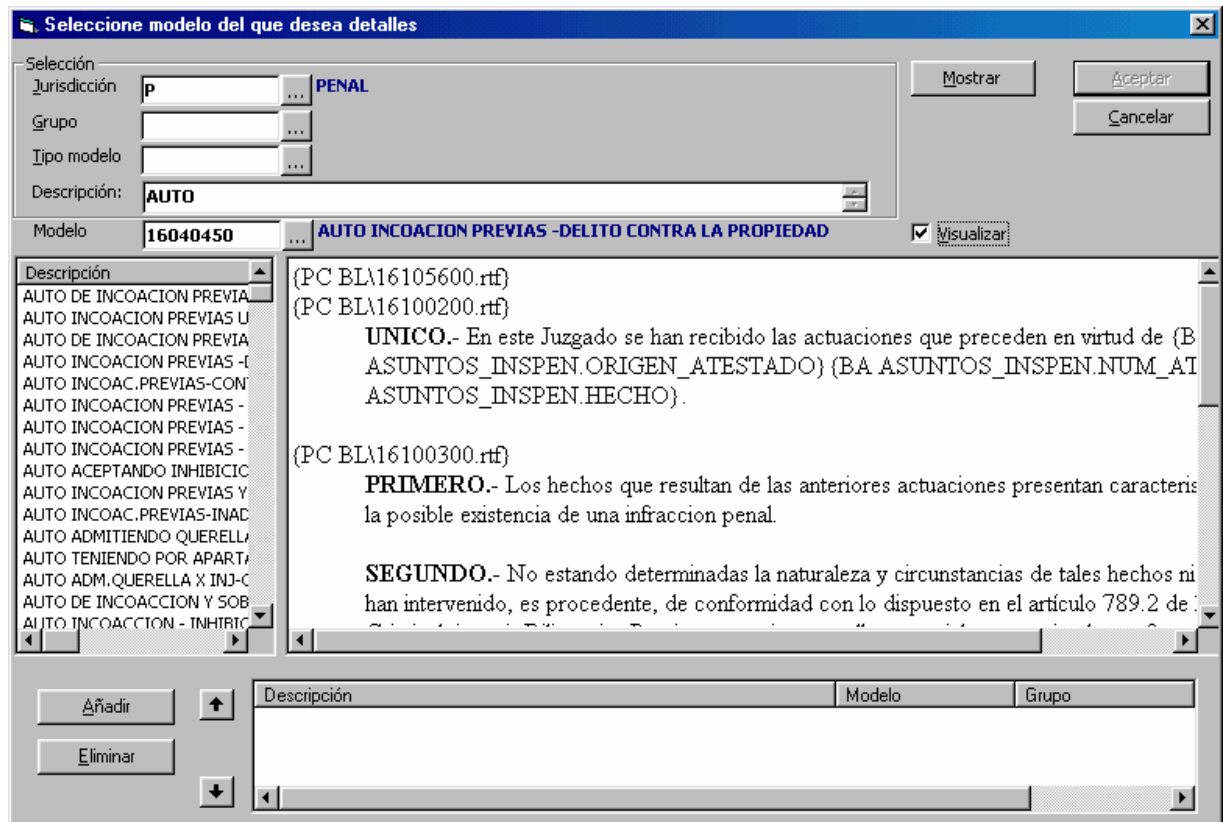 Seleccione modelo del que desea detalles
Selección
Jurisdicción P ... PENAL
Mostrar
Aceptar
Grupo ...
Cancelar
Tipo modelo ...
Descripción: AUTO
Modelo 16040450 ... AUTO INCOACION PREVIAS -DELITO CONTRA LA PROPIEDAD
Visualizar
Descripción
AUTO DE INCOACION PREVIA
AUTO INCOACION PREVIAS U
AUTO DE INCOACION PREVIA
AUTO INCOACION PREVIAS -D
AUTO INCOAC.PREVIAS-CON
AUTO INCOACION PREVIAS -
AUTO INCOACION PREVIAS -
AUTO INCOACION PREVIAS -
AUTO ACEPTANDO INHIBICIO
AUTO INCOACION PREVIAS Y
AUTO INCOAC.PREVIAS-INAD
AUTO ADMITIENDO QUERELLA
AUTO TENIENDO POR APARTA
AUTO ADM.QUERELLA X INJ-C
AUTO DE INCOACCION Y SOB
AUTO INCOACCION - INHIBIC
{PC BL\16105600.rtf}
{PC BL\16100200.rtf}
UNICO.- En este Juzgado se han recibido las actuaciones que preceden en virtud de {B
ASUNTOS_INSPEN.ORIGEN_ATESTADO} {BA ASUNTOS_INSPEN.NUM_AT
ASUNTOS_INSPEN.HECHO}.
{PC BL\16100300.rtf}
PRIMERO.- Los hechos que resultan de las anteriores actuaciones presentan caracteris
la posible existencia de una infraccion penal.
SEGUNDO.- No estando determinadas la naturaleza y circunstancias de tales hechos ni
han intervenido, es procedente, de conformidad con lo dispuesto en el artículo 789.2 de
Añadir
Eliminar
Descripción Modelo Grupo